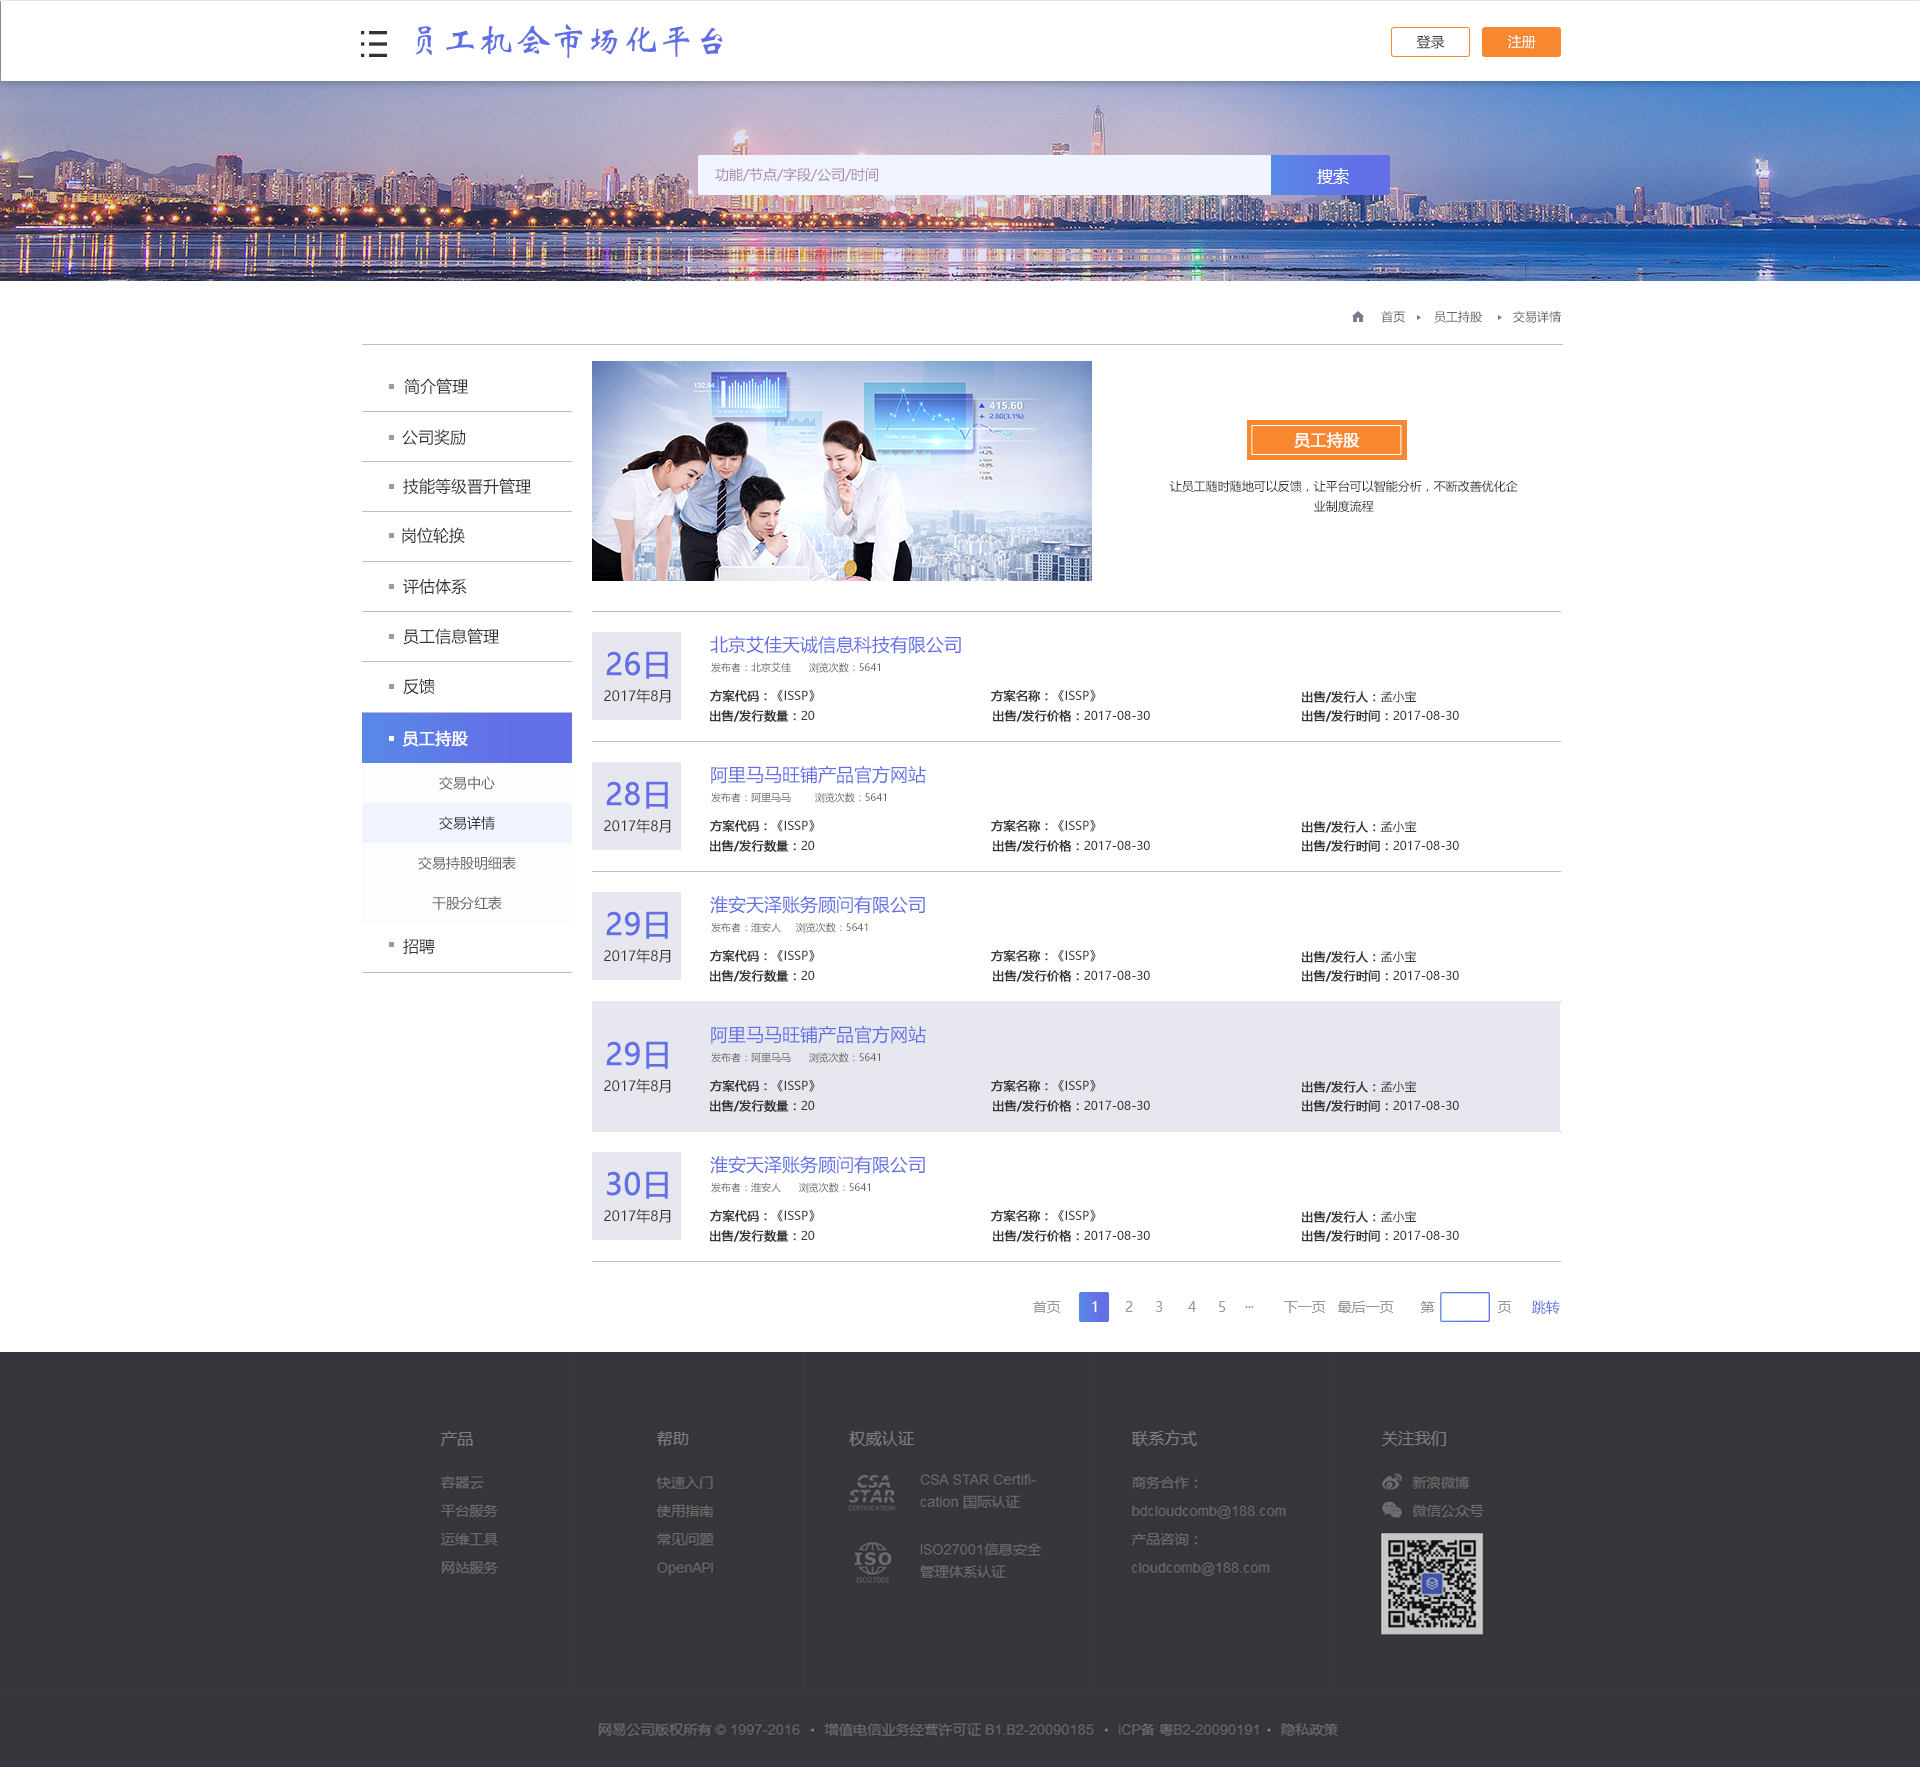 员工机会市场化平台
登录
注册
功能/节点/字段/公司/时间
搜索
首页
员工持股
交易详情
简介管理
公司奖励
技能等级晋升管理
岗位轮换
评估体系
员工信息管理
反馈
员工持股
交易中心
交易详情
交易持股明细表
干股分红表
招聘
132.94
415.60
2.80(3.1%)
TOTAL VALUE
-4.2%
+0.9%
-1.6%
员工持股
让员工随时随地可以反馈，让平台可以智能分析，不断改善优化企
业制度流程
26日
2017年8月
北京艾佳天诚信息科技有限公司
发布者：北京艾佳 浏览次数：5641
方案代码：《ISSP》 方案名称：《ISSP》 出售/发行人：孟小宝
出售/发行数量：20 出售/发行价格：2017-08-30 出售/发行时间：2017-08-30
28日
2017年8月
阿里马马旺铺产品官方网站
发布者：阿里马马 浏览次数：5641
方案代码：《ISSP》 方案名称：《ISSP》 出售/发行人：孟小宝
出售/发行数量：20 出售/发行价格：2017-08-30 出售/发行时间：2017-08-30
29日
2017年8月
淮安天泽账务顾问有限公司
发布者：淮安人 浏览次数：5641
方案代码：《ISSP》 方案名称：《ISSP》 出售/发行人：孟小宝
出售/发行数量：20 出售/发行价格：2017-08-30 出售/发行时间：2017-08-30
29日
2017年8月
阿里马马旺铺产品官方网站
发布者：阿里马马 浏览次数：5641
方案代码：《ISSP》 方案名称：《ISSP》 出售/发行人：孟小宝
出售/发行数量：20 出售/发行价格：2017-08-30 出售/发行时间：2017-08-30
30日
2017年8月
淮安天泽账务顾问有限公司
发布者：淮安人 浏览次数：5641
方案代码：《ISSP》 方案名称：《ISSP》 出售/发行人：孟小宝
出售/发行数量：20 出售/发行价格：2017-08-30 出售/发行时间：2017-08-30
首页 1 2 3 4 5 ... 下一页 最后一页 第 页 跳转
产品
容器云
平台服务
运维工具
网站服务
帮助
快速入门
使用指南
常见问题
OpenAPI
权威认证
CSA
STAR
CERTIFICATION
CSA STAR Certifi-
cation 国际认证
ISO
ISO27001
ISO27001信息安全
管理体系认证
联系方式
商务合作：
bdcloudcomb@188.com
产品咨询：
cloudcomb@188.com
关注我们
新浪微博
微信公众号
网易公司版权所有 © 1997-2016 • 增值电信业务经营许可证 B1.B2-20090185 • ICP备 粤B2-20090191 • 隐私政策